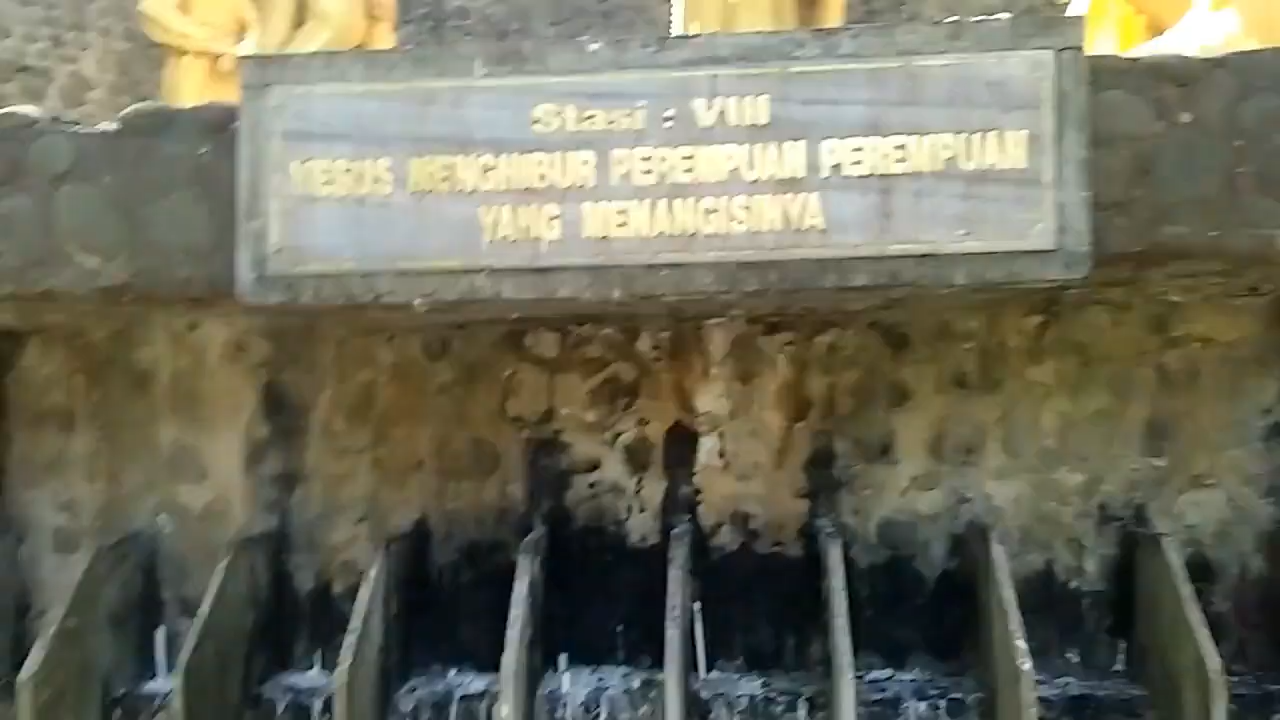 Stasi : VIII
YESUS MENGHIBUR PEREMPUAN PEREMPUAN
YANG MENANGISINYA